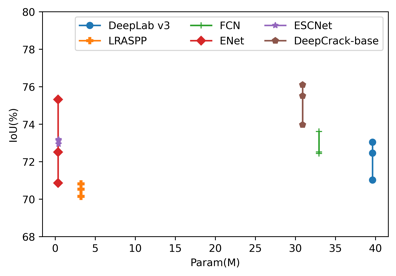 80
78
76
74
72
70
68
IoU(%)
DeepLab v3
LRASPP
FCN
ENet
ESCNet
DeepCrack-base
0 5 10 15 20 25 30 35 40
Param(M)